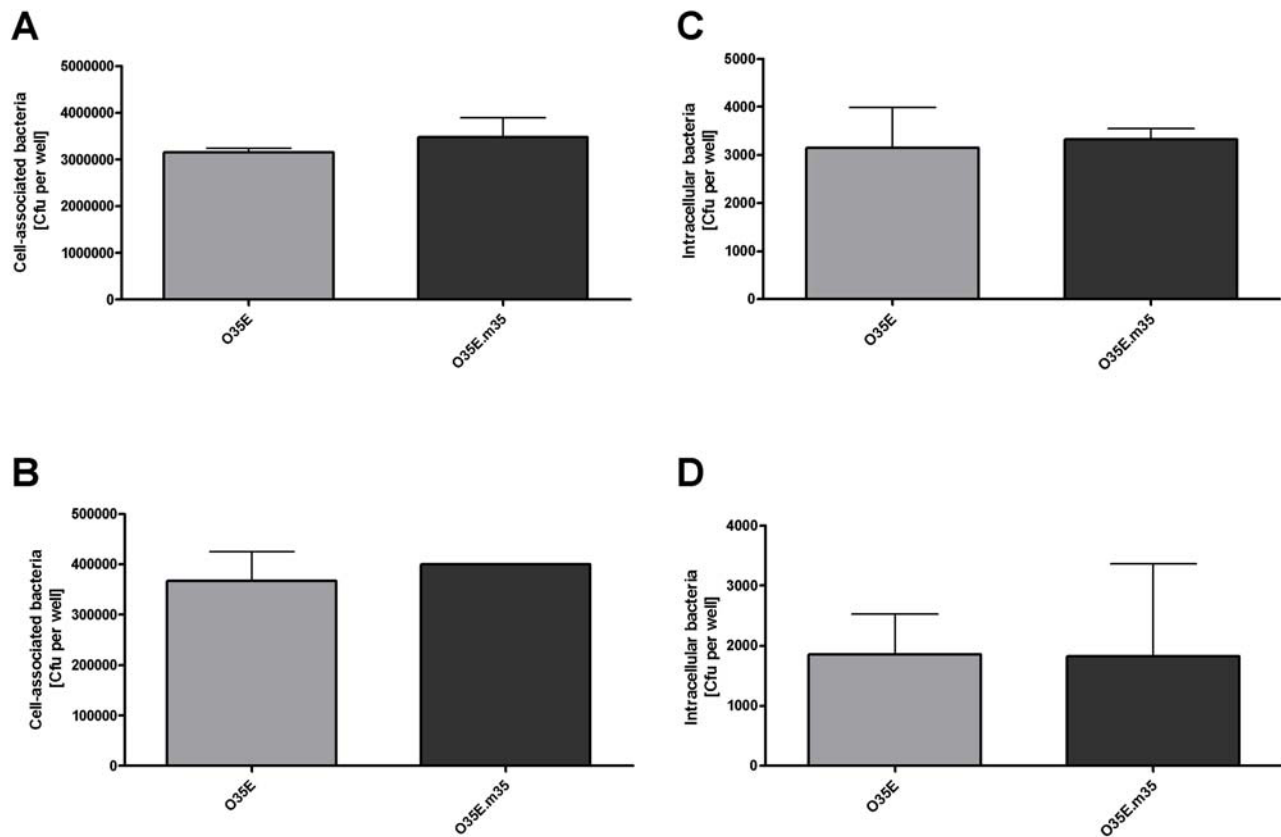 A
5000000
4000000
3000000
2000000
1000000
0
Cell-associated bacteria
[Cfu per well]
O35E
O35E.m35
C
5000
4000
3000
2000
1000
0
Intracellular bacteria
[Cfu per well]
O35E
O35E.m35
B
500000
400000
300000
200000
100000
0
Cell-associated bacteria
[Cfu per well]
O35E
O35E.m35
D
4000
3000
2000
1000
0
Intracellular bacteria
[Cfu per well]
O35E
O35E.m35